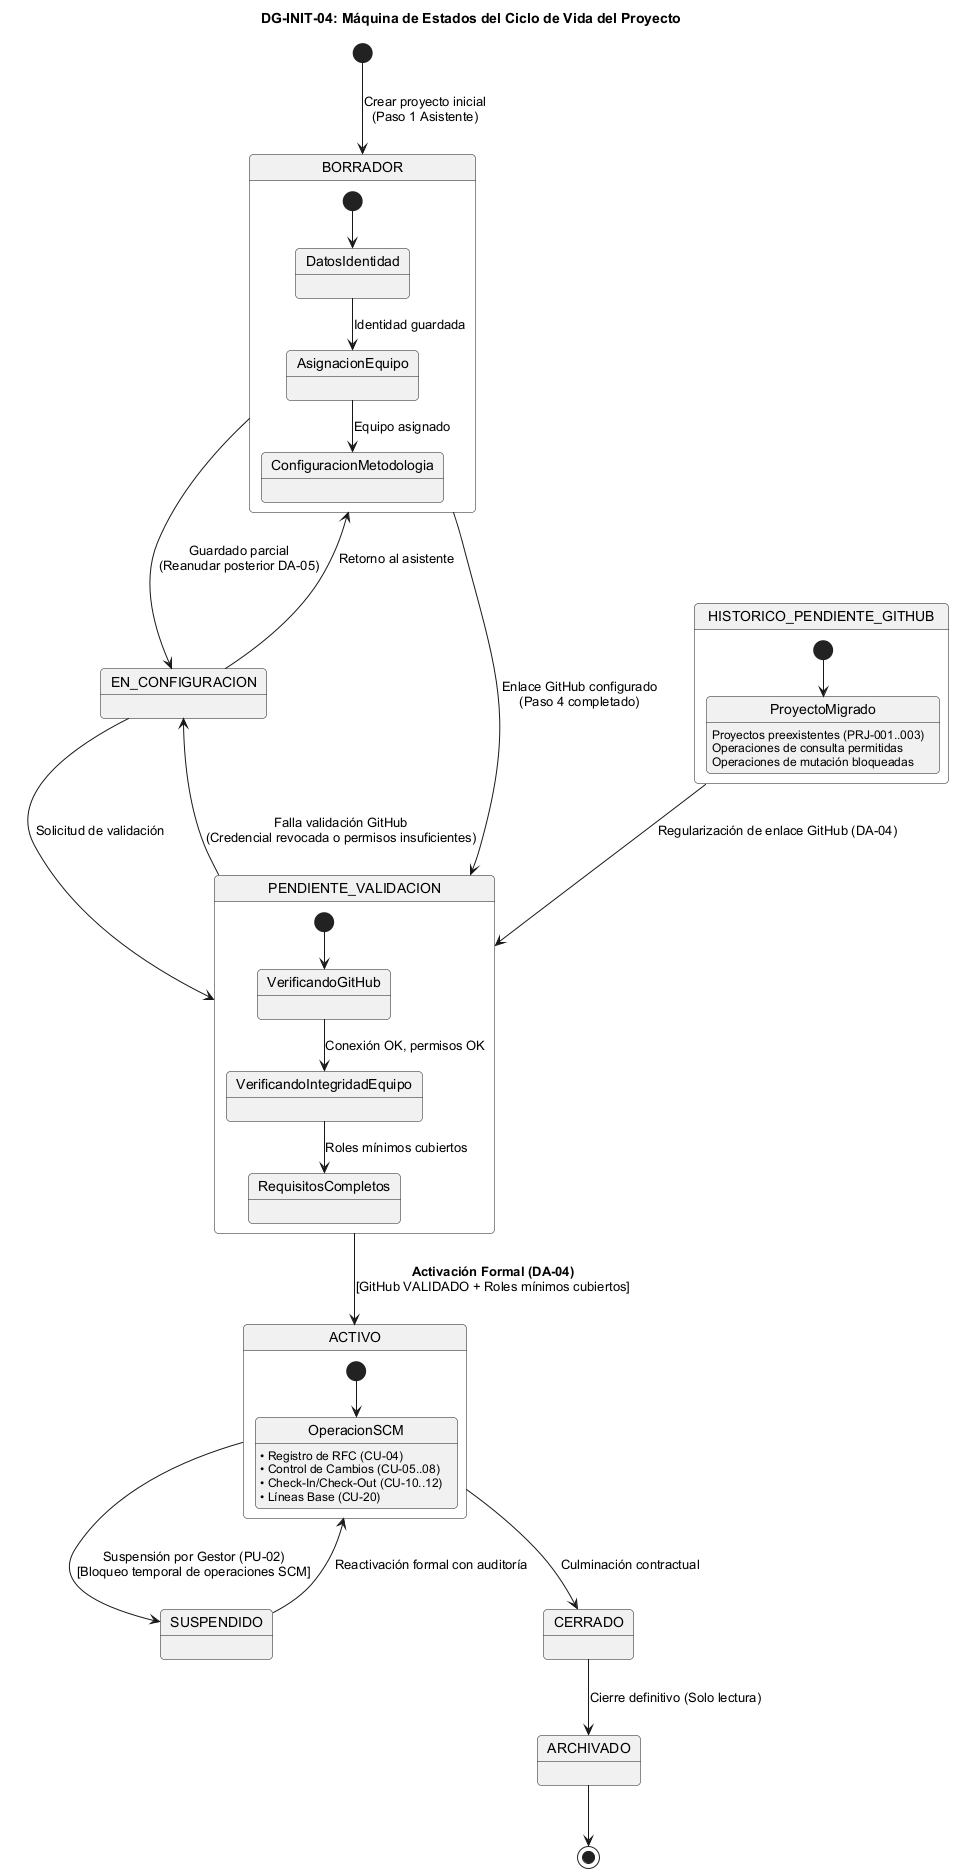 DG-INIT-04: Máquina de Estados del Ciclo de Vida del Proyecto
Crear proyecto inicial
(Paso 1 Asistente)
BORRADOR
DatosIdentidad
Identidad guardada
AsignacionEquipo
Equipo asignado
ConfiguracionMetodologia
Guardado parcial
(Reanudar posterior DA-05)
Retorno al asistente
HISTORICO_PENDIENTE_GITHUB
ProyectoMigrado
Proyectos preexistentes (PRJ-001..003)
Operaciones de consulta permitidas
Operaciones de mutación bloqueadas
EN_CONFIGURACION
Enlace GitHub configurado
(Paso 4 completado)
Solicitud de validación
Falla validación GitHub
(Credencial revocada o permisos insuficientes)
Regularización de enlace GitHub (DA-04)
PENDIENTE_VALIDACION
VerificandoGitHub
Conexión OK, permisos OK
VerificandoIntegridadEquipo
Roles mínimos cubiertos
RequisitosCompletos
Activación Formal (DA-04)
[GitHub VALIDADO + Roles mínimos cubiertos]
ACTIVO
OperacionSCM
• Registro de RFC (CU-04)
• Control de Cambios (CU-05..08)
• Check-In/Check-Out (CU-10..12)
• Líneas Base (CU-20)
Suspensión por Gestor (PU-02)
[Bloqueo temporal de operaciones SCM]
Reactivación formal con auditoría
Culminación contractual
SUSPENDIDO
CERRADO
Cierre definitivo (Solo lectura)
ARCHIVADO